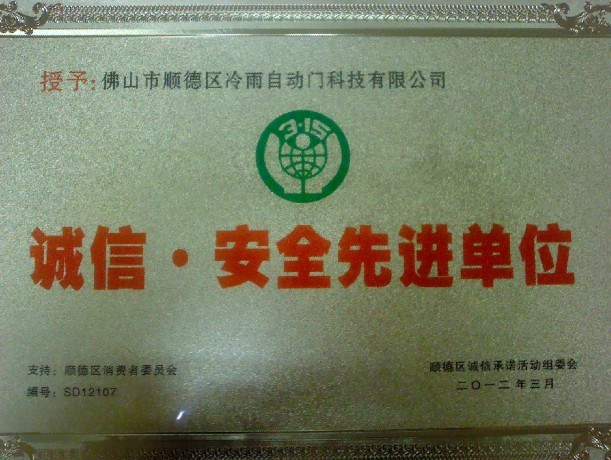 授予：佛山市顺德区冷雨自动门科技有限公司
3·15
诚信·安全先进单位
支持：顺德区消费者委员会
编号：SD12107
顺德区诚信承诺活动组委会
二〇一二年三月